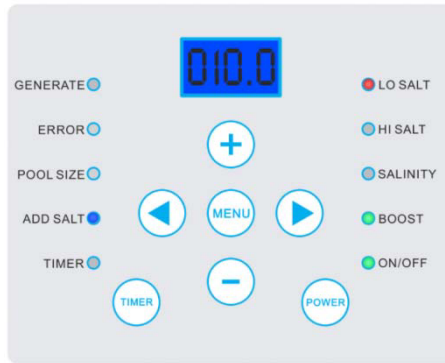 010.0
GENERATE
LO SALT
ERROR
HI SALT
+
POOL SIZE
SALINITY
ADD SALT
MENU
BOOST
TIMER
ON/OFF
−
TIMER
POWER